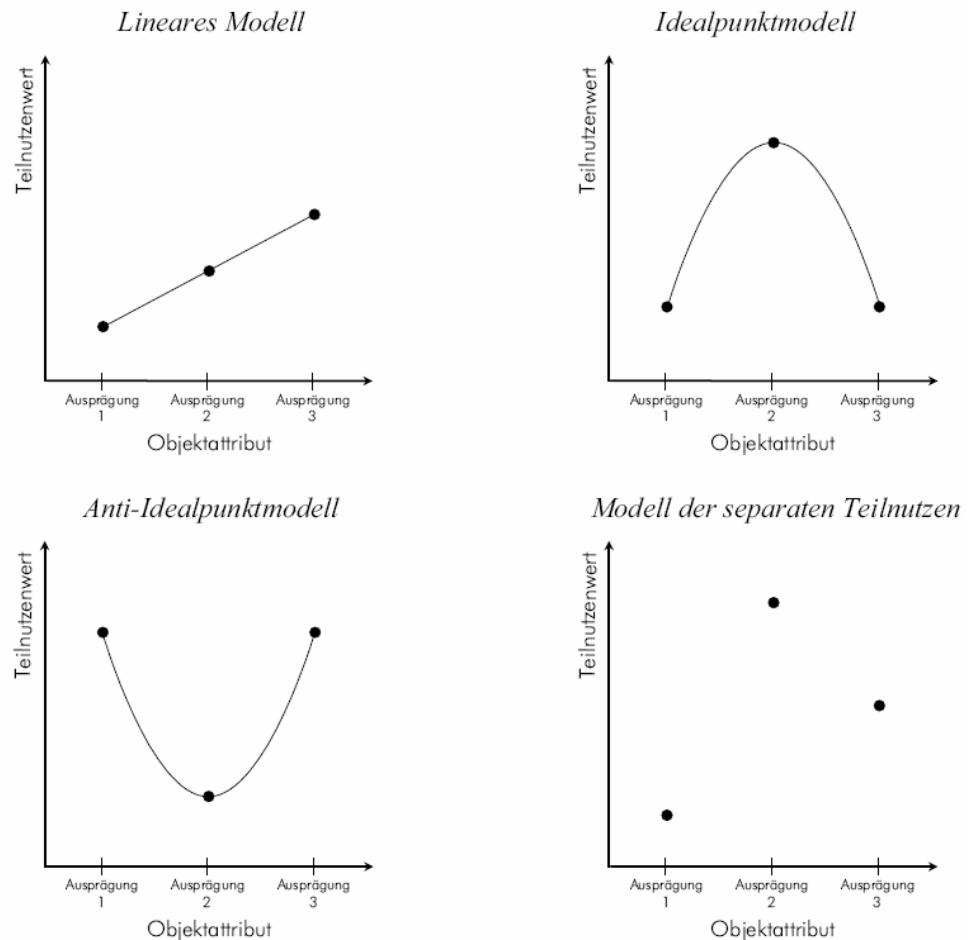 Lineares Modell
Teilnutzenwert
Ausprägung
1
Ausprägung
2
Ausprägung
3
Objektattribut
Idealpunktmodell
Teilnutzenwert
Ausprägung
1
Ausprägung
2
Ausprägung
3
Objektattribut
Anti-Idealpunktmodell
Teilnutzenwert
Ausprägung
1
Ausprägung
2
Ausprägung
3
Objektattribut
Modell der separaten Teilnutzen
Teilnutzenwert
Ausprägung
1
Ausprägung
2
Ausprägung
3
Objektattribut